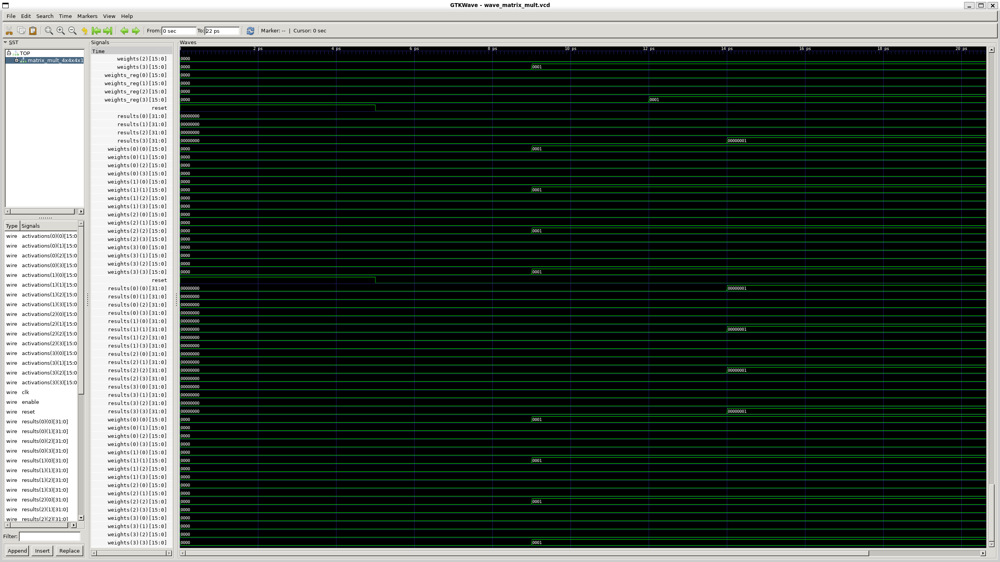 GTKWave - wave_matrix_mult.vcd
File Edit Search Time Markers View Help
From: 0 sec To: 22 ps Marker: -- | Cursor: 0 sec
SST
TOP
matrix_mult_4x4x4x1
Type Signals
wire activations(0)(0)[15:0
wire activations(0)(1)[15:0
wire activations(0)(2)[15:0
wire activations(0)(3)[15:0
wire activations(1)(0)[15:0
wire activations(1)(1)[15:0
wire activations(1)(2)[15:0
wire activations(1)(3)[15:0
wire activations(2)(0)[15:0
wire activations(2)(1)[15:0
wire activations(2)(2)[15:0
wire activations(2)(3)[15:0
wire activations(3)(0)[15:0
wire activations(3)(1)[15:0
wire activations(3)(2)[15:0
wire activations(3)(3)[15:0
wire clk
wire enable
wire reset
wire results(0)(0)[31:0]
wire results(0)(1)[31:0]
wire results(0)(2)[31:0]
wire results(0)(3)[31:0]
wire results(1)(0)[31:0]
wire results(1)(1)[31:0]
wire results(1)(2)[31:0]
wire results(1)(3)[31:0]
wire results(2)(0)[31:0]
wire results(2)(1)[31:0]
wire results(2)(2)[31:0]
Filter:
Append Insert Replace
Signals
Waves
Time
0 2 ps 4 ps 6 ps 8 ps 10 ps 12 ps 14 ps 16 ps 18 ps 20 ps
weights(2)[15:0] 0000
weights(3)[15:0] 0000 0001
weights_reg(0)[15:0] 0000
weights_reg(1)[15:0] 0000
weights_reg(2)[15:0] 0000
weights_reg(3)[15:0] 0000 0001
reset
results(0)[31:0] 00000000
results(1)[31:0] 00000000
results(2)[31:0] 00000000
results(3)[31:0] 00000000 00000001
weights(0)(0)[15:0] 0000 0001
weights(0)(1)[15:0] 0000
weights(0)(2)[15:0] 0000
weights(0)(3)[15:0] 0000
weights(1)(0)[15:0] 0000
weights(1)(1)[15:0] 0000 0001
weights(1)(2)[15:0] 0000
weights(1)(3)[15:0] 0000
weights(2)(0)[15:0] 0000
weights(2)(1)[15:0] 0000
weights(2)(2)[15:0] 0000 0001
weights(2)(3)[15:0] 0000
weights(3)(0)[15:0] 0000
weights(3)(1)[15:0] 0000
weights(3)(2)[15:0] 0000
weights(3)(3)[15:0] 0000 0001
reset
results(0)(0)[31:0] 00000000 00000001
results(0)(1)[31:0] 00000000
results(0)(2)[31:0] 00000000
results(0)(3)[31:0] 00000000
results(1)(0)[31:0] 00000000
results(1)(1)[31:0] 00000000 00000001
results(1)(2)[31:0] 00000000
results(1)(3)[31:0] 00000000
results(2)(0)[31:0] 00000000
results(2)(1)[31:0] 00000000
results(2)(2)[31:0] 00000000 00000001
results(2)(3)[31:0] 00000000
results(3)(0)[31:0] 00000000
results(3)(1)[31:0] 00000000
results(3)(2)[31:0] 00000000
results(3)(3)[31:0] 00000000 00000001
weights(0)(0)[15:0] 0000 0001
weights(0)(1)[15:0] 0000
weights(0)(2)[15:0] 0000
weights(0)(3)[15:0] 0000
weights(1)(0)[15:0] 0000
weights(1)(1)[15:0] 0000 0001
weights(1)(2)[15:0] 0000
weights(1)(3)[15:0] 0000
weights(2)(0)[15:0] 0000
weights(2)(1)[15:0] 0000
weights(2)(2)[15:0] 0000 0001
weights(2)(3)[15:0] 0000
weights(3)(0)[15:0] 0000
weights(3)(1)[15:0] 0000
weights(3)(2)[15:0] 0000
weights(3)(3)[15:0] 0000 0001